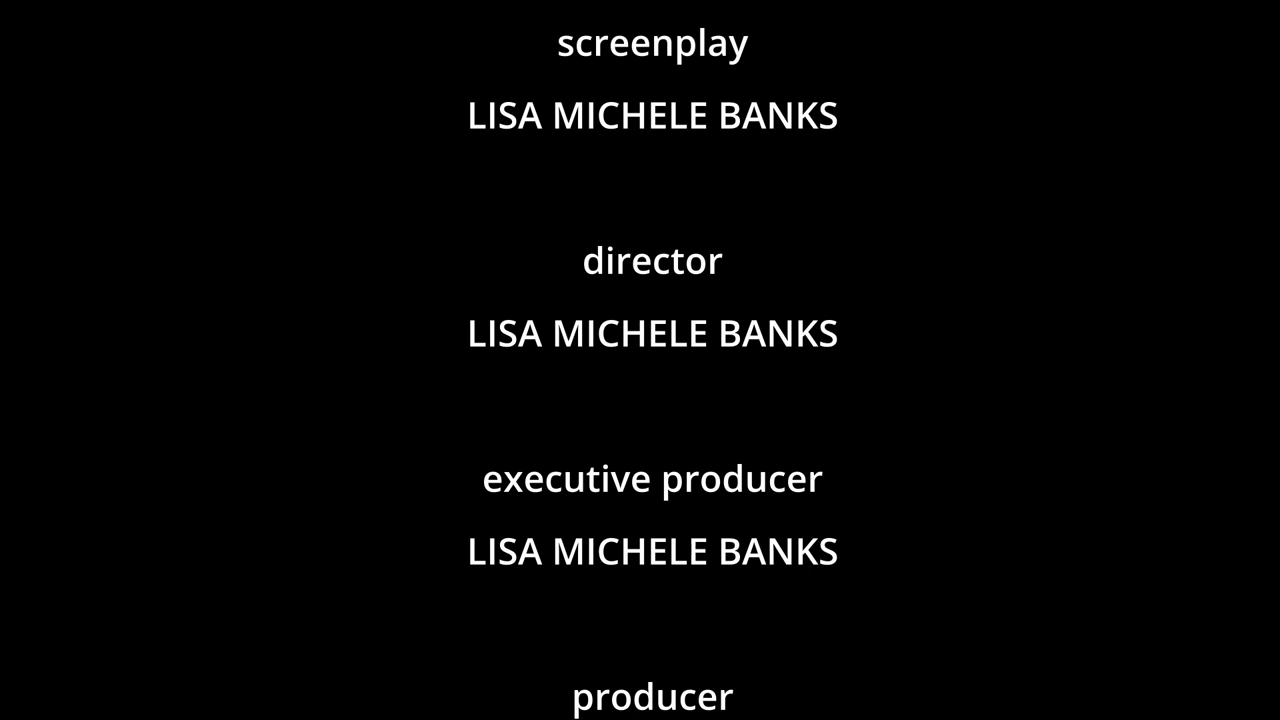 screenplay
LISA MICHELE BANKS
director
LISA MICHELE BANKS
executive producer
LISA MICHELE BANKS
producer